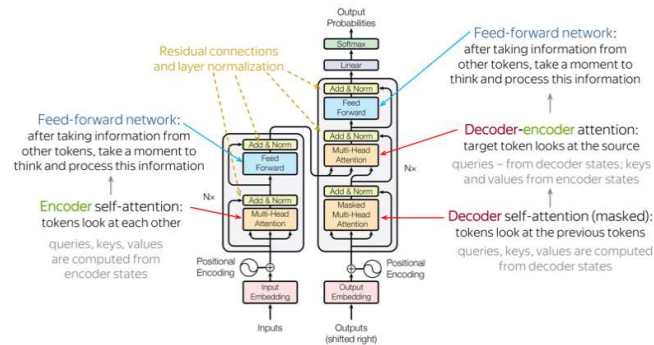 Output
Probabilities
Softmax
Linear
Add & Norm
Feed
Forward
Add & Norm
Multi-Head
Attention
Add & Norm
Masked
Multi-Head
Attention
Nx
Positional
Encoding
Output
Embedding
Outputs
(shifted right)
Residual connections
and layer normalization
Feed-forward network:
after taking information from
other tokens, take a moment to
think and process this information
Encoder self-attention:
tokens look at each other
queries, keys, values
are computed from
encoder states
Add & Norm
Feed
Forward
Nx
Add & Norm
Multi-Head
Attention
Positional
Encoding
Input
Embedding
Inputs
Feed-forward network:
after taking information from
other tokens, take a moment to
think and process this information
Decoder-encoder attention:
target token looks at the source
queries – from decoder states; keys
and values from encoder states
Decoder self-attention (masked):
tokens look at the previous tokens
queries, keys, values are computed
from decoder states